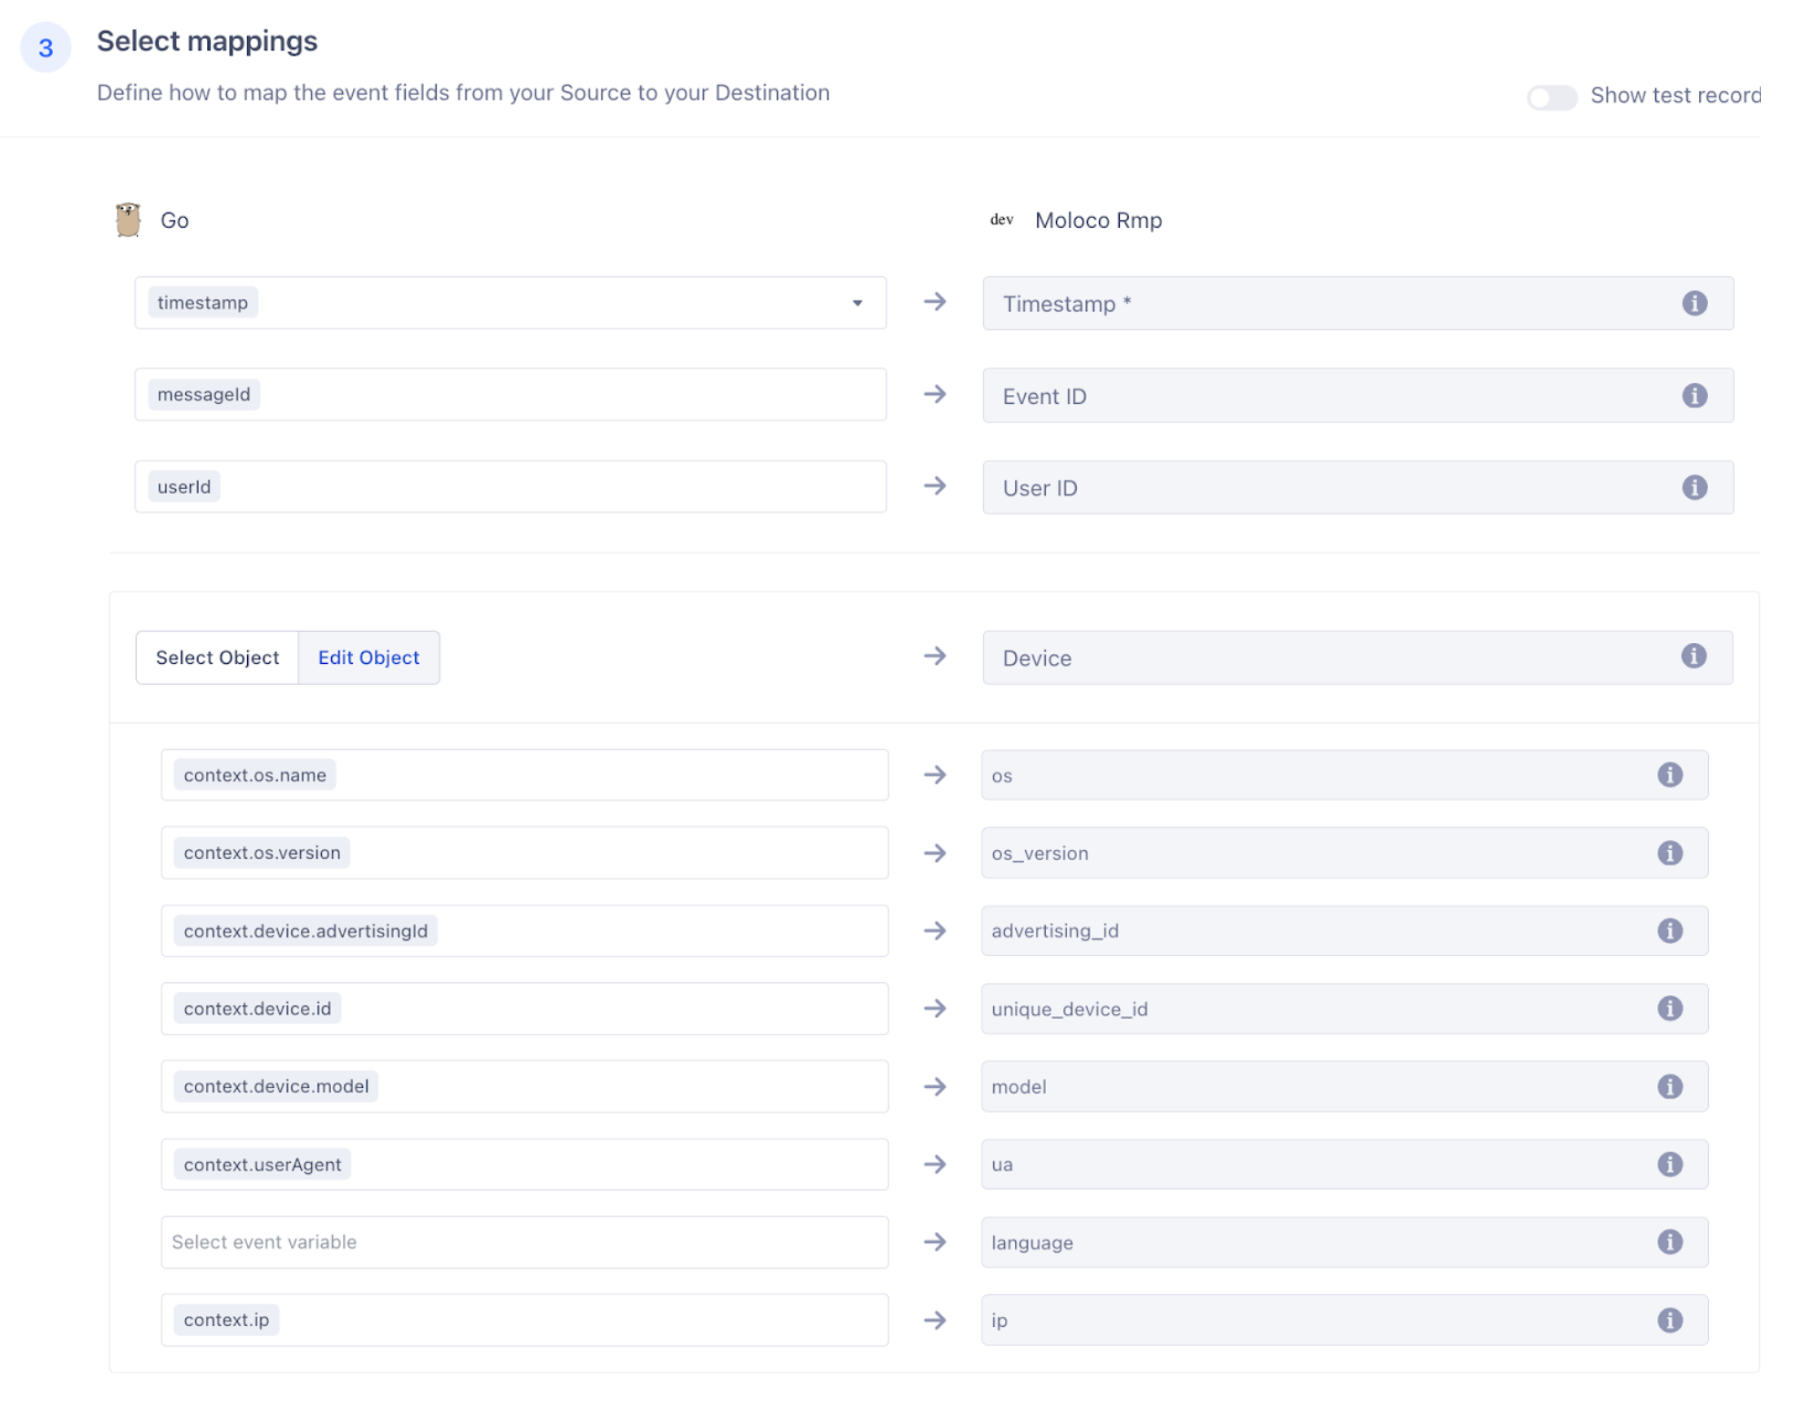 3
Select mappings
Define how to map the event fields from your Source to your Destination
Show test record
Go
dev Moloco Rmp
timestamp
Timestamp *
messageId
Event ID
userId
User ID
Select Object
Edit Object
Device
context.os.name
os
context.os.version
os_version
context.device.advertisingId
advertising_id
context.device.id
unique_device_id
context.device.model
model
context.userAgent
ua
Select event variable
language
context.ip
ip